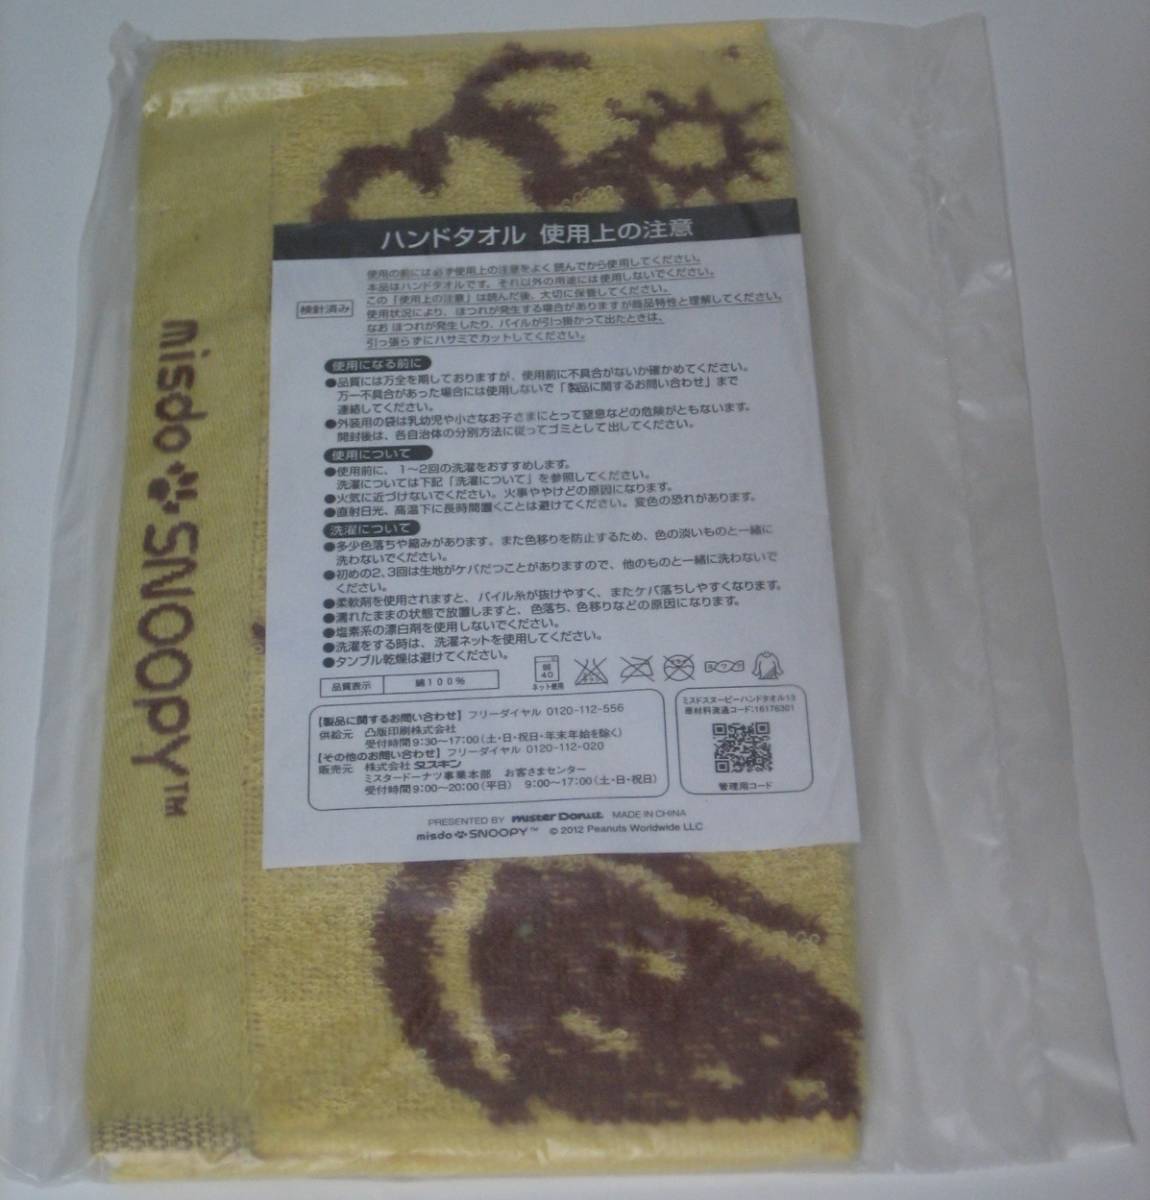 misdo SNOOPY™
ハンドタオル 使用上の注意
使用の前には必ず使用上の注意をよく読んでから使用してください。
本品はハンドタオルです。それ以外の用途には使用しないでください。
この「使用上の注意」は読んだ後、大切に保管してください。
検針済み
使用状況により、ほつれが発生する場合がありますが商品特性と理解してください。
なお ほつれが発生したり、パイルが引っ掛かって出たときは、
引っ張らずにハサミでカットしてください。
使用になる前に
●品質には万全を期しておりますが、使用前に不具合がないか確かめてください。
万一不具合があった場合には使用しないで「製品に関するお問い合わせ」まで
連絡してください。
●外装用の袋は乳幼児や小さなお子さまにとって窒息などの危険がともないます。
開封後は、各自治体の分別方法に従ってゴミとして出してください。
使用について
●使用前に、1〜2回の洗濯をおすすめします。
洗濯については下記「洗濯について」を参照してください。
●火気に近づけないでください。火事ややけどの原因になります。
●直射日光、高温下に長時間置くことは避けてください。変色の恐れがあります。
洗濯について
●多少色落ちや縮みがあります。また色移りを防止するため、色の淡いものと一緒に
洗わないでください。
●初めの2、3回は生地がケバだつことがありますので、他のものと一緒に洗わないで
ください。
●柔軟剤を使用されますと、パイル糸が抜けやすく、またケバ落ちしやすくなります。
●濡れたままの状態で放置しますと、色落ち、色移りなどの原因になります。
●塩素系の漂白剤を使用しないでください。
●洗濯をする時は、洗濯ネットを使用してください。
●タンブル乾燥は避けてください。
40
ネット使用
品質表示 綿100%
【製品に関するお問い合わせ】フリーダイヤル 0120-112-556
供給元 凸版印刷株式会社
受付時間9:30〜17:00(土・日・祝日・年末年始を除く)
【その他のお問い合わせ】フリーダイヤル 0120-112-020
販売元 株式会社 ダスキン
ミスタードーナツ事業本部 お客さまセンター
受付時間9:00〜20:00(平日) 9:00〜17:00(土・日・祝日)
ミスドスヌーピーハンドタオル13
原材料流通コード:16176301
管理用コード
PRESENTED BY mister Donut MADE IN CHINA
misdo SNOOPY™ © 2012 Peanuts Worldwide LLC